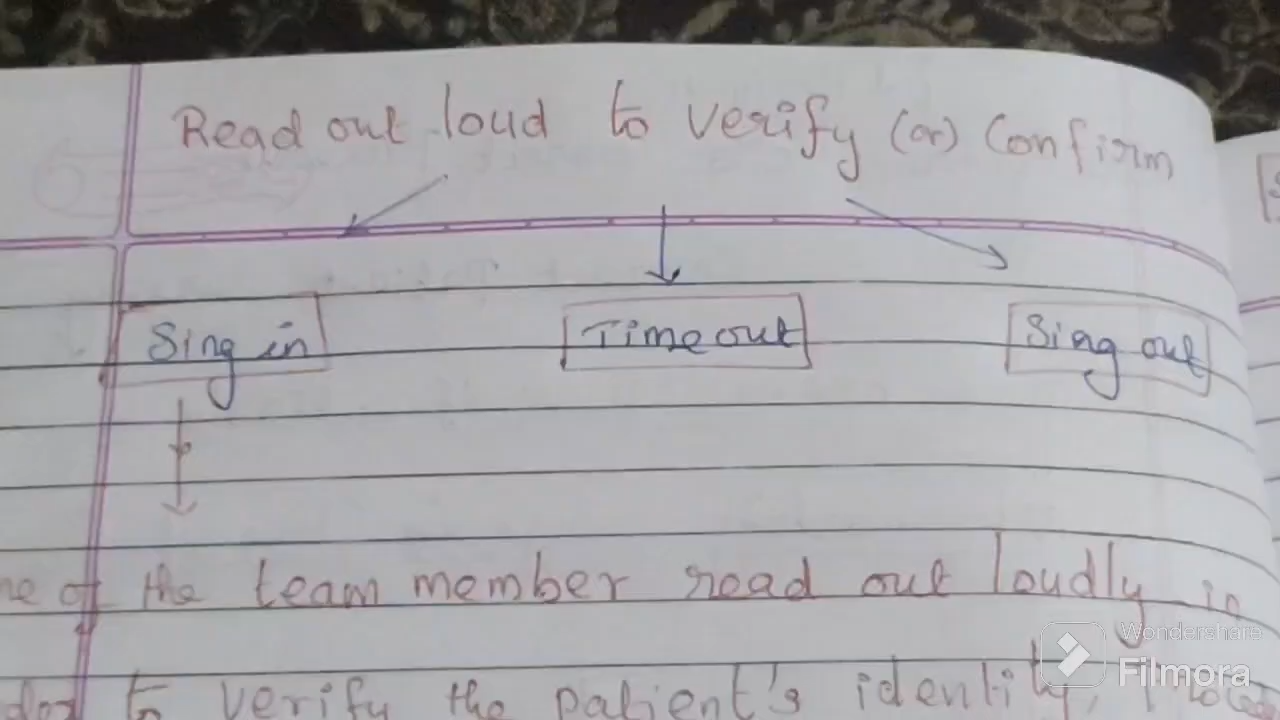 Read out loud to verify (or) Confirm
Sing in
Time out
Sing out
of the team member read out loudly in
to verify the patient's identity,
Wondershare
Filmora